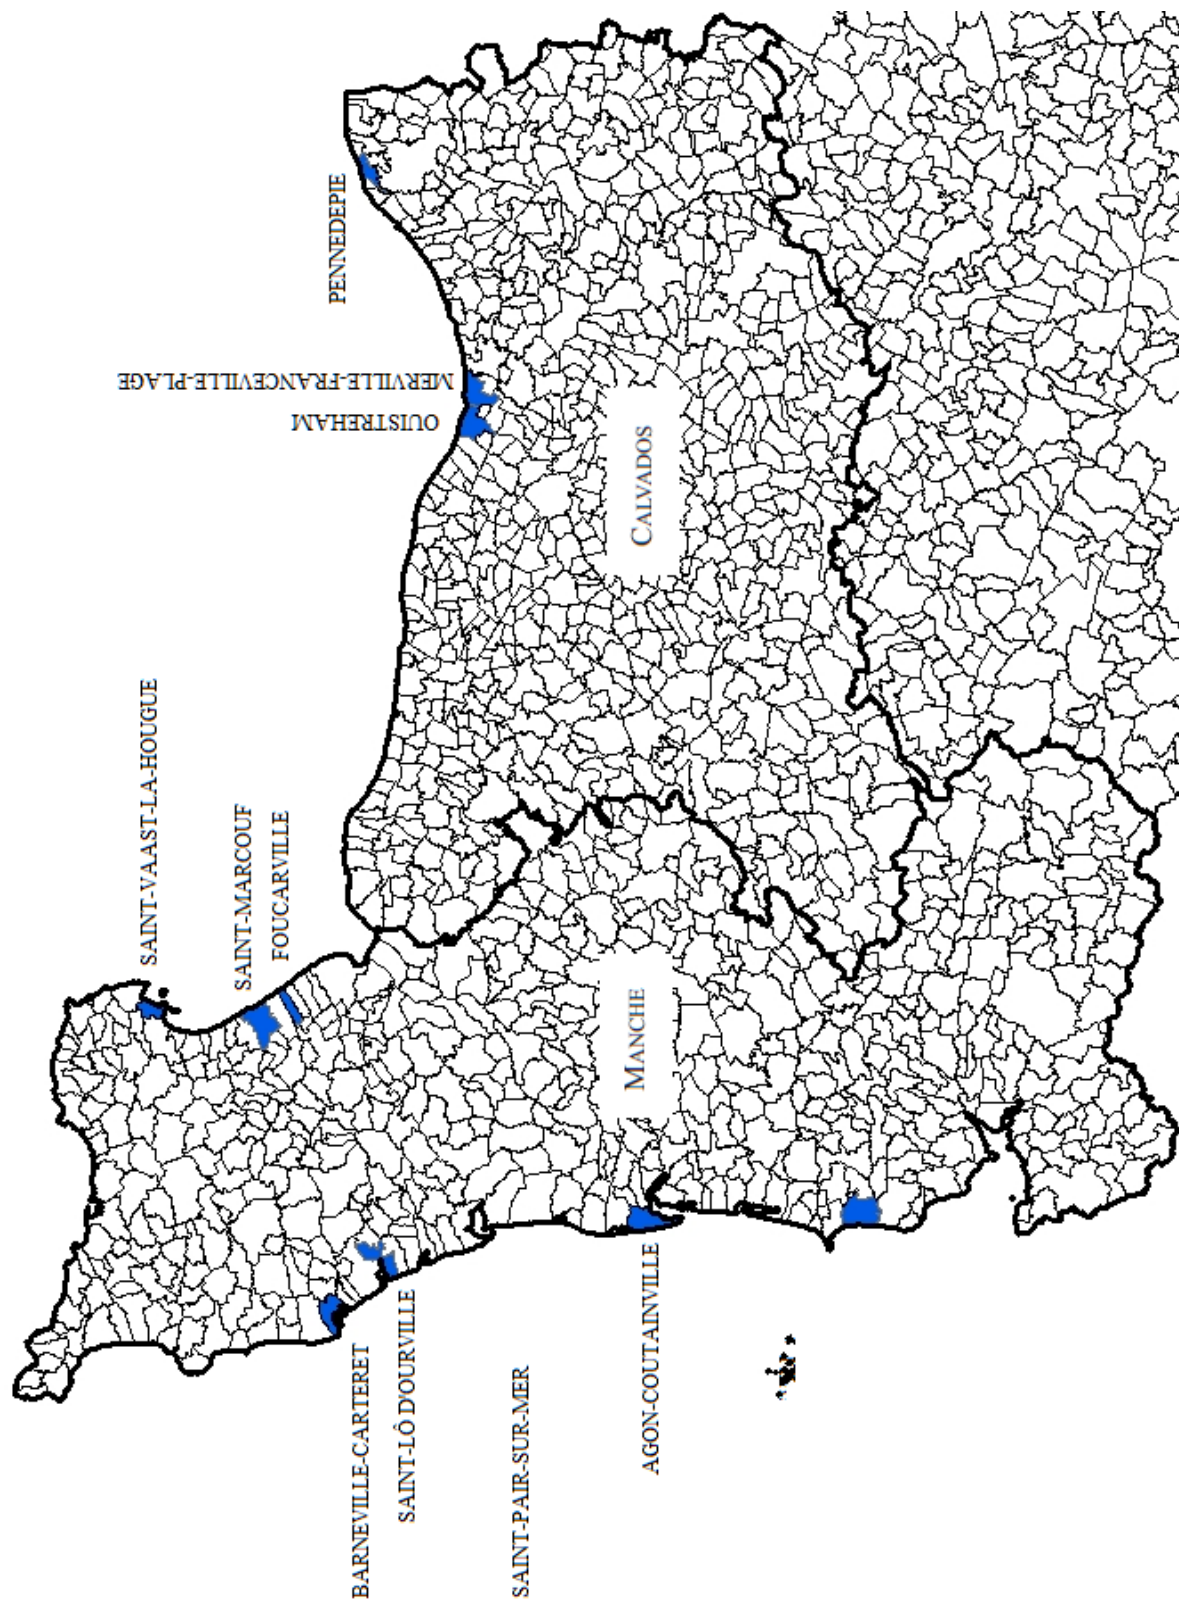 PENNEDEPIE
MERVILLE-FRANCEVILLE-PLAGE
OUISTREHAM
CALVADOS
SAINT-VAAST-LA-HOUGUE
SAINT-MARCOUF
FOUCARVILLE
MANCHE
BARNEVILLE-CARTERET
SAINT-LÔ D'OURVILLE
SAINT-PAIR-SUR-MER
AGON-COUTAINVILLE